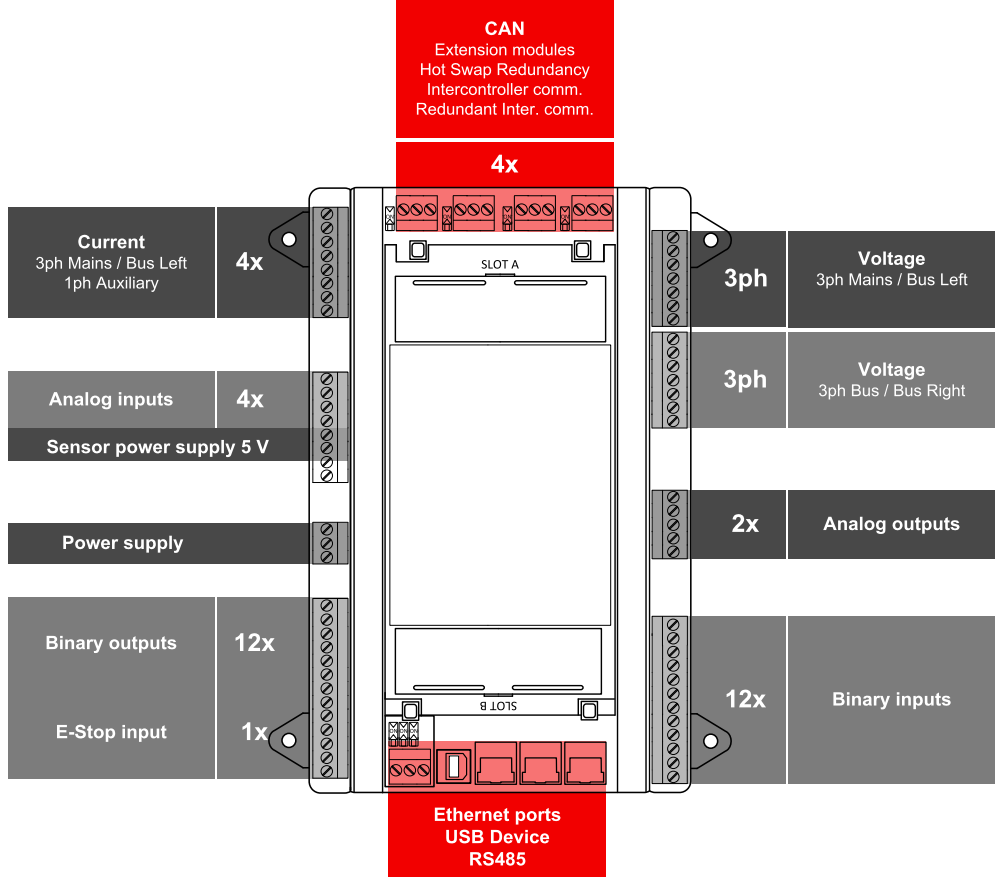 CAN
Extension modules
Hot Swap Redundancy
Intercontroller comm.
Redundant Inter. comm.
4x
Current
3ph Mains / Bus Left
1ph Auxiliary
4x
SLOT A
3ph
Voltage
3ph Mains / Bus Left
3ph
Voltage
3ph Bus / Bus Right
Analog inputs
4x
Sensor power supply 5 V
Power supply
2x
Analog outputs
Binary outputs
12x
E-Stop input
1x
12x
Binary inputs
SLOT B
Ethernet ports
USB Device
RS485